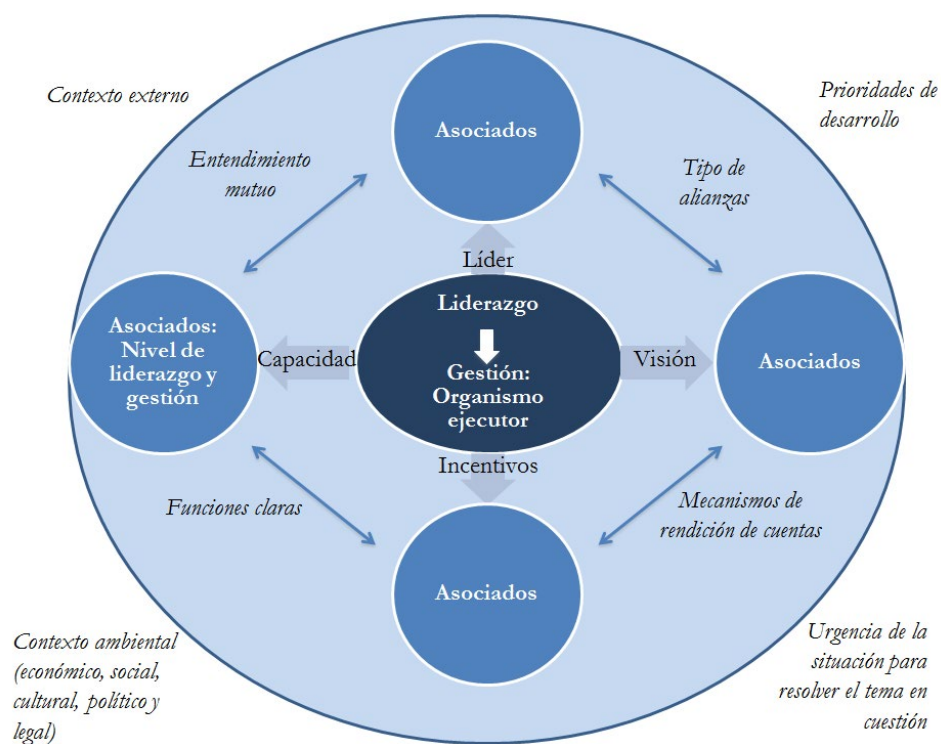 Contexto externo
Prioridades de
desarrollo
Asociados
Entendimiento
mutuo
Tipo de
alianzas
Líder
Asociados:
Nivel de
liderazgo y
gestión
Capacidad
Liderazgo
Gestión:
Organismo
ejecutor
Visión
Asociados
Incentivos
Funciones claras
Mecanismos de
rendición de cuentas
Asociados
Contexto ambiental
(económico, social,
cultural, político y
legal)
Urgencia de la
situación para
resolver el tema en
cuestión